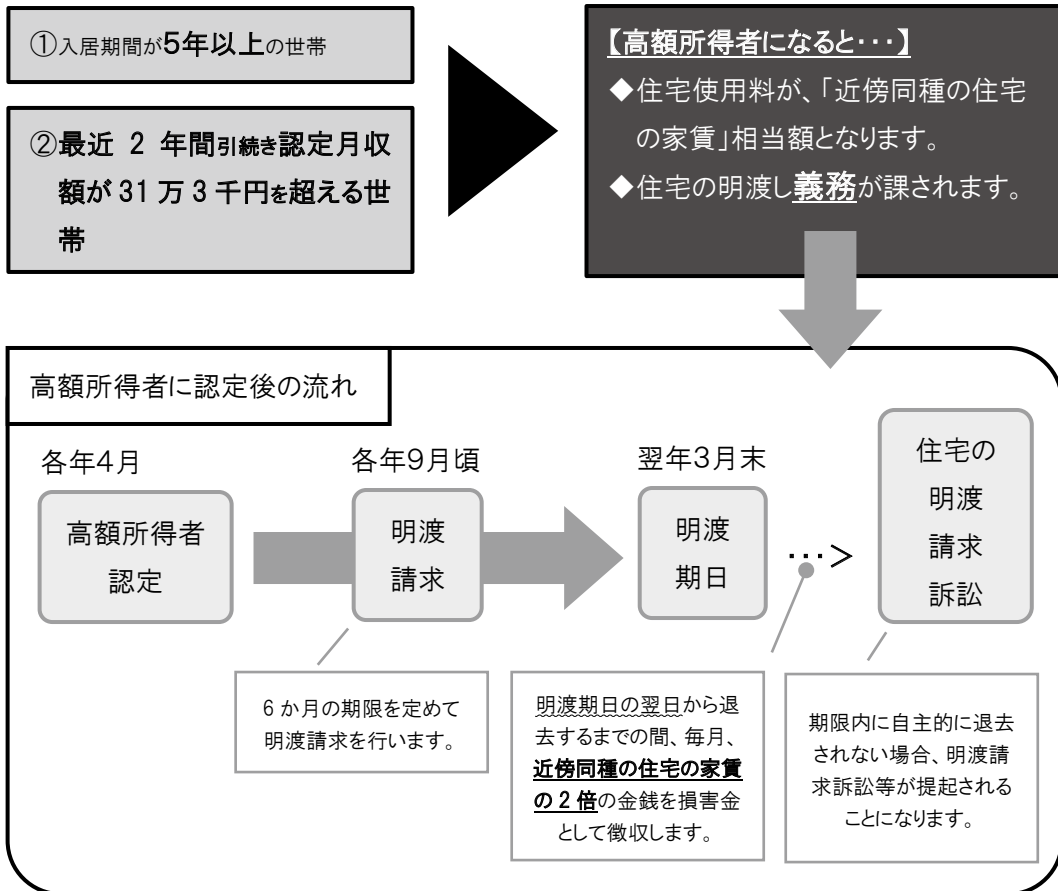 ①入居期間が5年以上の世帯
②最近 2 年間引続き認定月収
額が 31 万 3 千円を超える世
帯
【高額所得者になると・・・】
◆住宅使用料が、「近傍同種の住宅
の家賃」相当額となります。
◆住宅の明渡し義務が課されます。
高額所得者に認定後の流れ
各年4月
高額所得者
認定
各年9月頃
明渡
請求
翌年3月末
明渡
期日
…>
住宅の
明渡
請求
訴訟
6 か月の期限を定めて
明渡請求を行います。
明渡期日の翌日から退
去するまでの間、毎月、
近傍同種の住宅の家賃
の 2 倍の金銭を損害金
として徴収します。
期限内に自主的に退去
されない場合、明渡請
求訴訟等が提起される
ことになります。